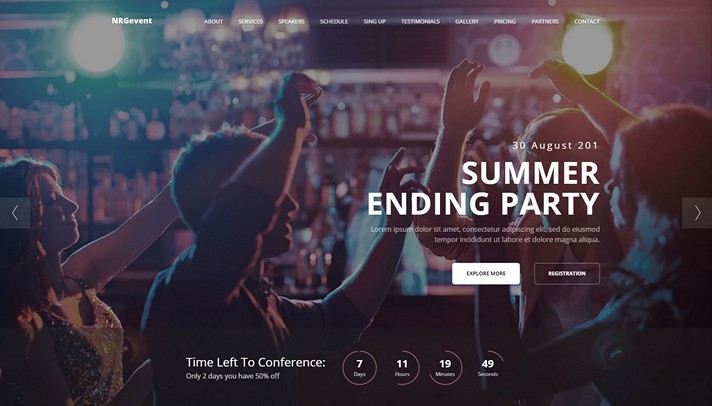 NRGevent
ABOUT SERVICES SPEAKERS SCHEDULE SING UP TESTIMONIALS GALLERY PRICING PARTNERS CONTACT
30 August 201
SUMMER
ENDING PARTY
Lorem ipsum dolor sit amet, consectetur adipiscing elit, sed do eiusmod
tempor incididunt ut labore et dolore magna aliqua.
EXPLORE MORE REGISTRATION
Time Left To Conference:
Only 2 days you have 50% off
7 11 19 49
Days Hours Minutes Seconds